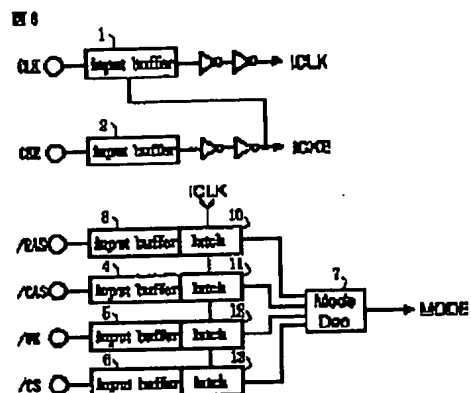 図 6
1
CLK
input buffer
ICLK
2
CKE
input buffer
ICKE
ICLK
3
10
/RAS
input buffer
latch
4
11
/CAS
input buffer
latch
7
Mode
Dec
MODE
5
12
/WE
input buffer
latch
6
13
/CS
input buffer
latch